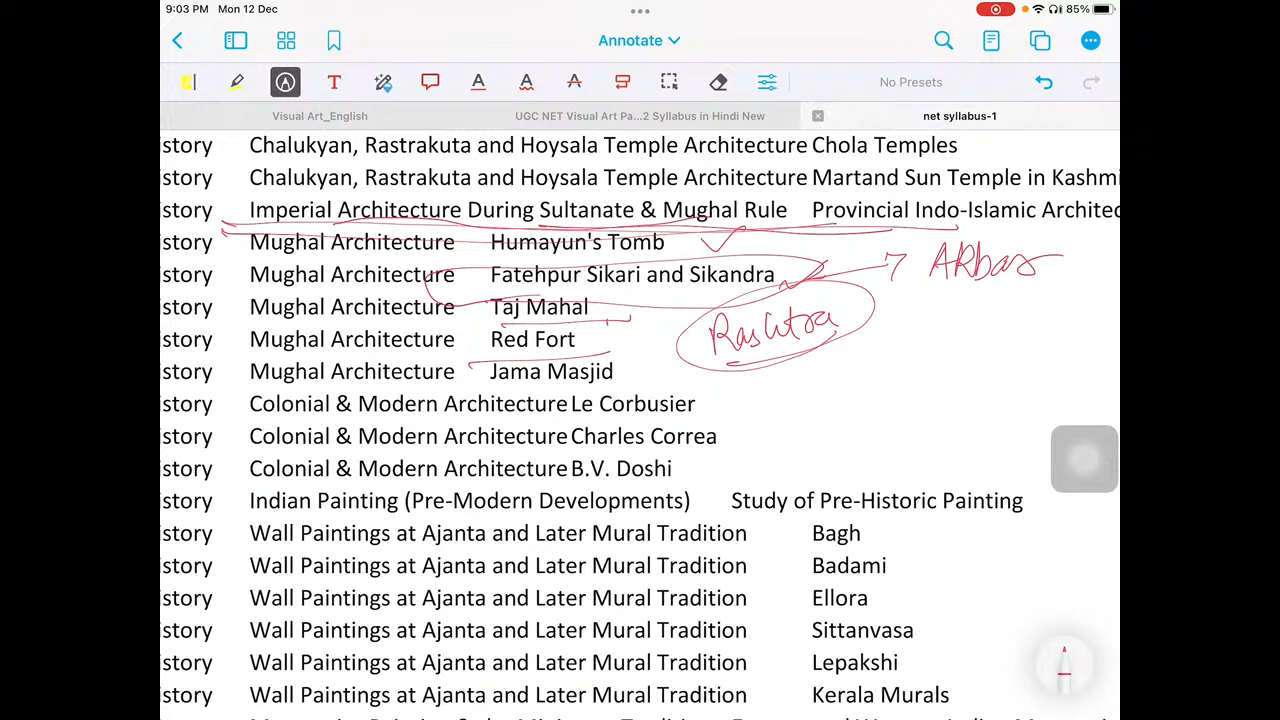 9:03 PM Mon 12 Dec 85%
Annotate
T A A A No Presets
Visual Art_English UGC NET Visual Art Pa...2 Syllabus in Hindi New net syllabus-1
story Chalukyan, Rastrakuta and Hoysala Temple Architecture Chola Temples
story Chalukyan, Rastrakuta and Hoysala Temple Architecture Martand Sun Temple in Kashmi
story Imperial Architecture During Sultanate & Mughal Rule Provincial Indo-Islamic Architec
story Mughal Architecture Humayun's Tomb
story Mughal Architecture Fatehpur Sikari and Sikandra AKbar
story Mughal Architecture Taj Mahal Rashtra
story Mughal Architecture Red Fort
story Mughal Architecture Jama Masjid
story Colonial & Modern Architecture Le Corbusier
story Colonial & Modern Architecture Charles Correa
story Colonial & Modern Architecture B.V. Doshi
story Indian Painting (Pre-Modern Developments) Study of Pre-Historic Painting
story Wall Paintings at Ajanta and Later Mural Tradition Bagh
story Wall Paintings at Ajanta and Later Mural Tradition Badami
story Wall Paintings at Ajanta and Later Mural Tradition Ellora
story Wall Paintings at Ajanta and Later Mural Tradition Sittanvasa
story Wall Paintings at Ajanta and Later Mural Tradition Lepakshi
story Wall Paintings at Ajanta and Later Mural Tradition Kerala Murals